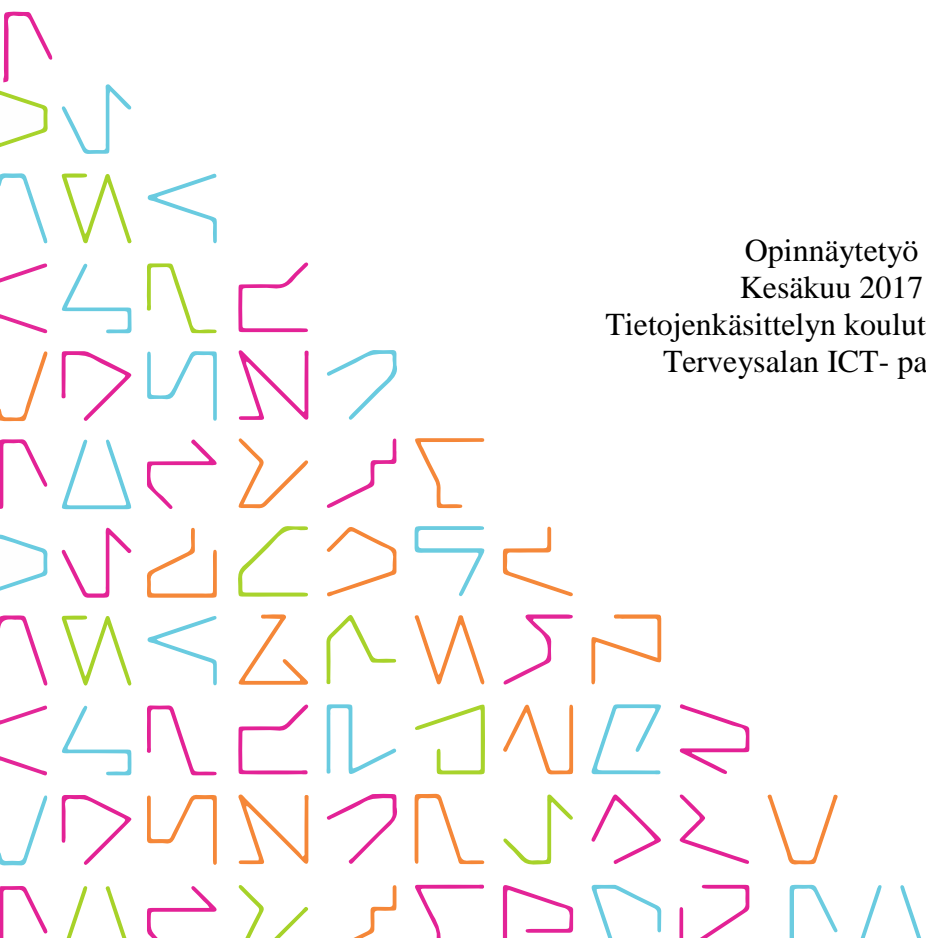 Opinnäytetyö
Kesäkuu 2017
Tietojenkäsittelyn koulut
Terveysalan ICT- pa